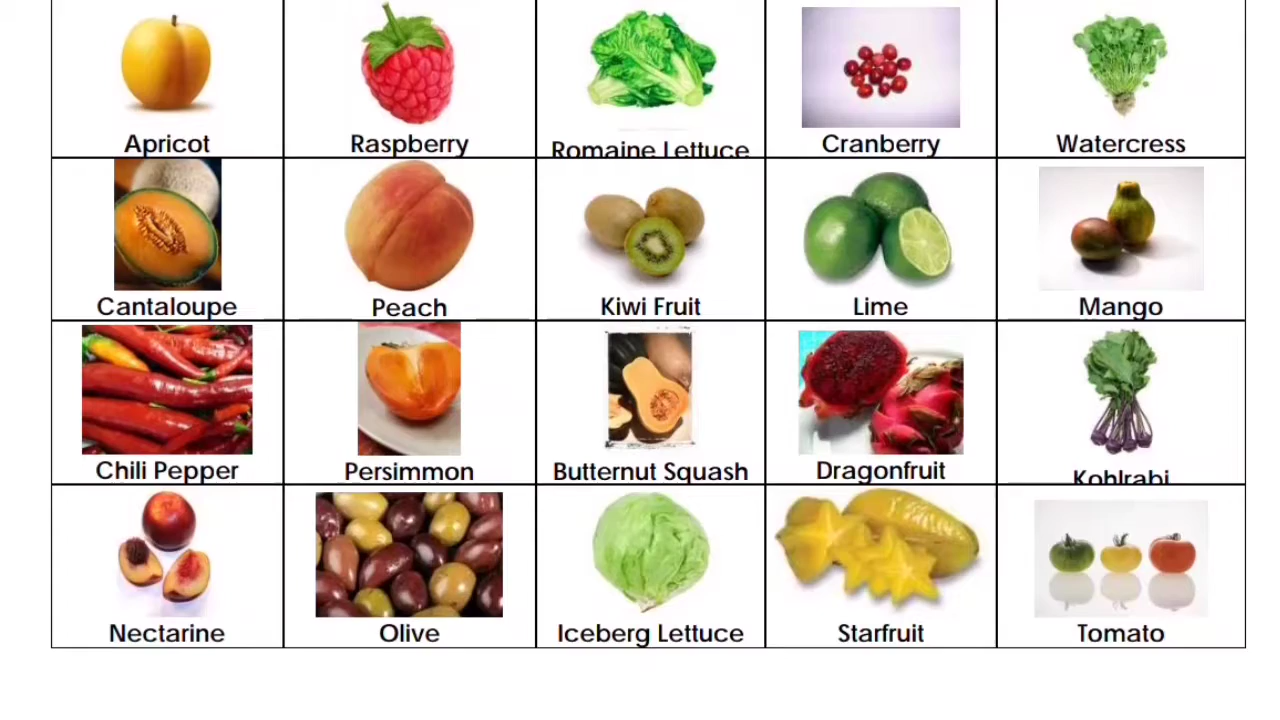 Apricot Raspberry Romaine Lettuce Cranberry Watercress
Cantaloupe Peach Kiwi Fruit Lime Mango
Chili Pepper Persimmon Butternut Squash Dragonfruit Kohlrabi
Nectarine Olive Iceberg Lettuce Starfruit Tomato